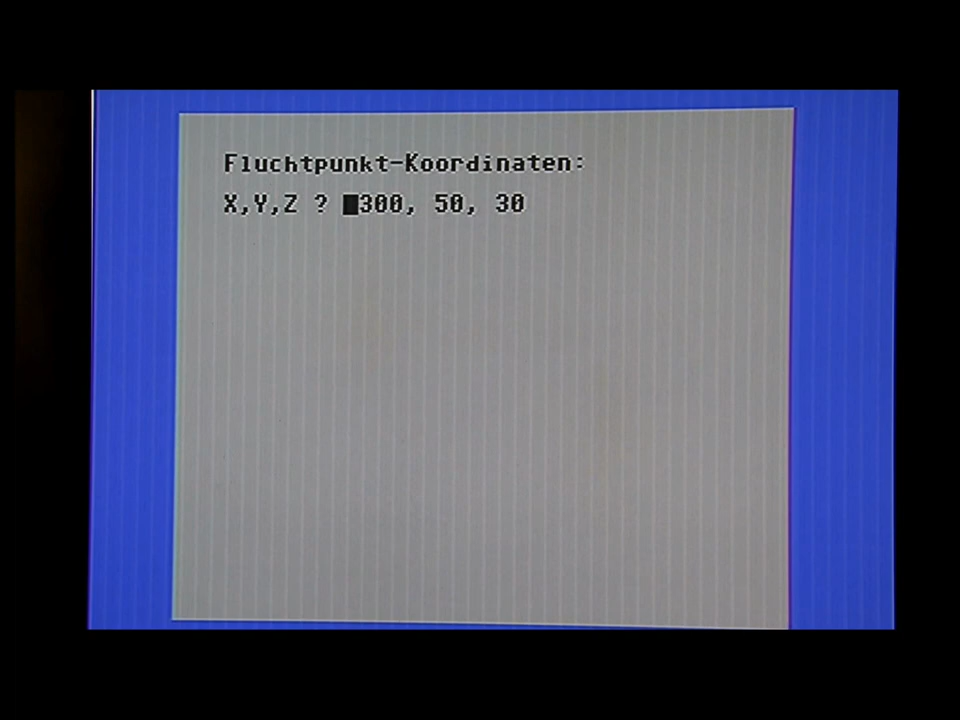 Fluchtpunkt-Koordinaten:
X,Y,Z ? 300, 50, 30